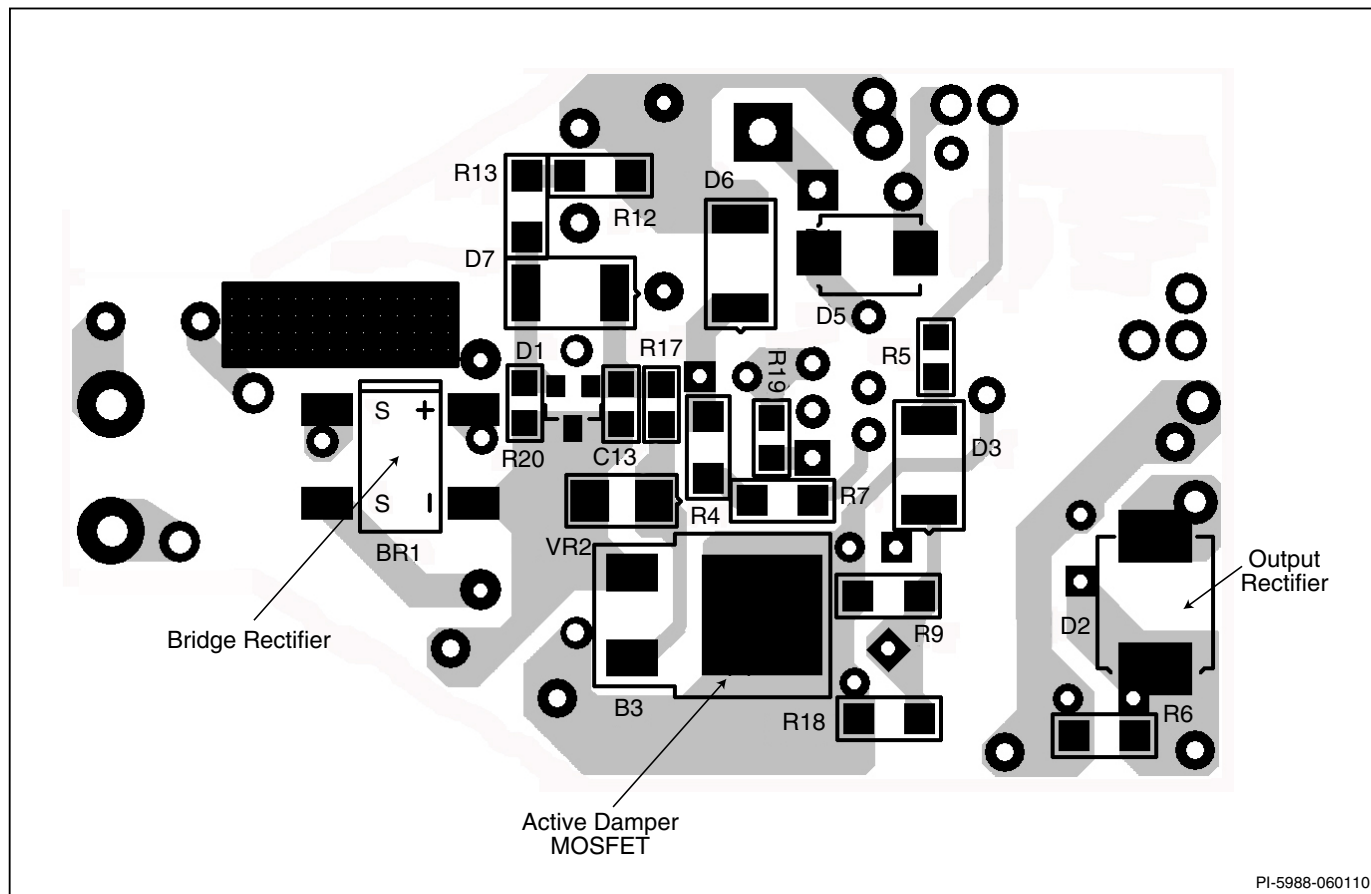 R13
R12
D6
D7
D5
D1
R17
R19
R5
S +
R20
C13
D3
S –
R4
R7
BR1
VR2
Output
Rectifier
Bridge Rectifier
R9
D2
B3
R18
R6
Active Damper
MOSFET
PI-5988-060110